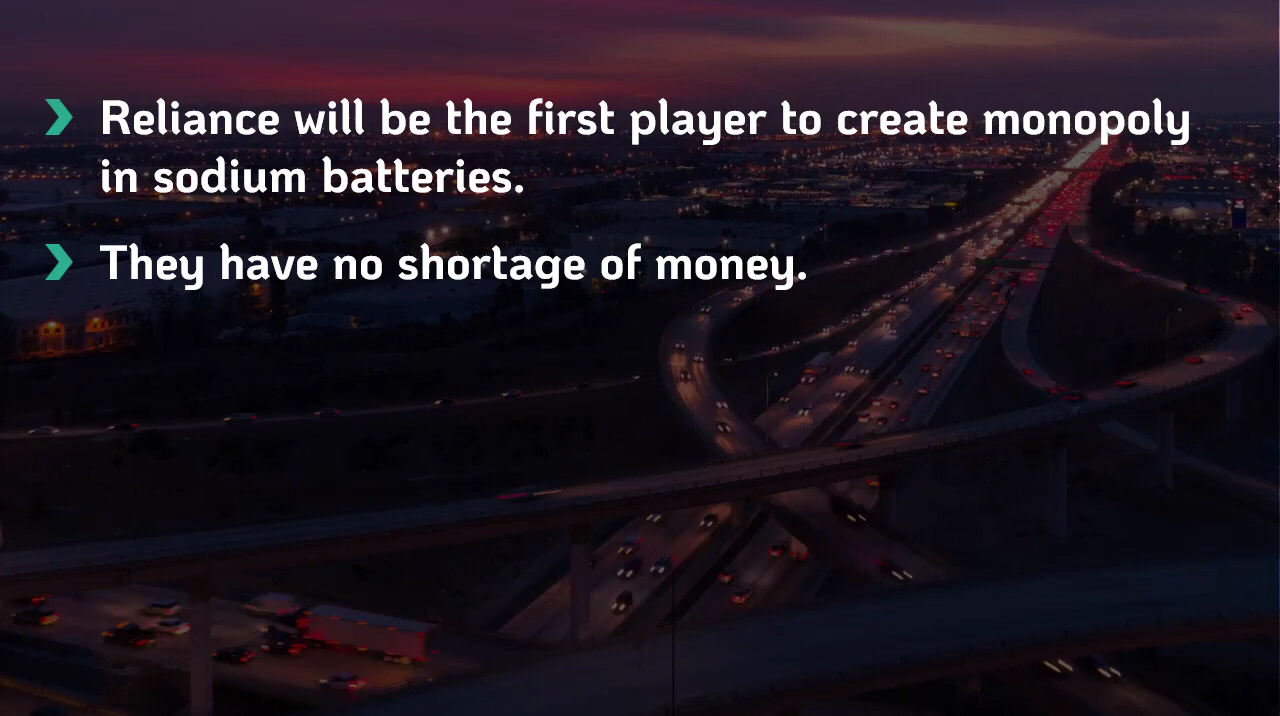 Reliance will be the first player to create monopoly
in sodium batteries.
They have no shortage of money.